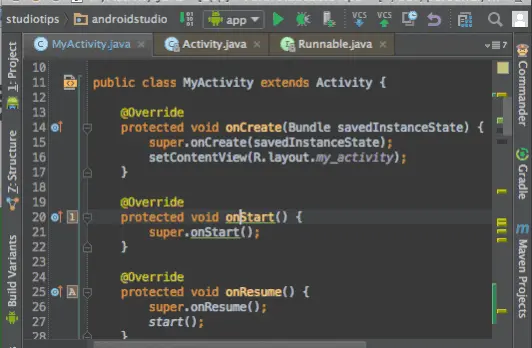 studiotips androidstudio app VCS VCS
MyActivity.java Activity.java Runnable.java 7
10
11 public class MyActivity extends Activity {
12
13 @Override
14 protected void onCreate(Bundle savedInstanceState) {
15 super.onCreate(savedInstanceState);
16 setContentView(R.layout.my_activity);
17 }
18
19 @Override
20 1 protected void onStart() {
21 super.onStart();
22 }
23
24 @Override
25 A protected void onResume() {
26 super.onResume();
27 start();
28 }
1: Project
7: Structure
Build Variants
Commander
Gradle
m Maven Projects